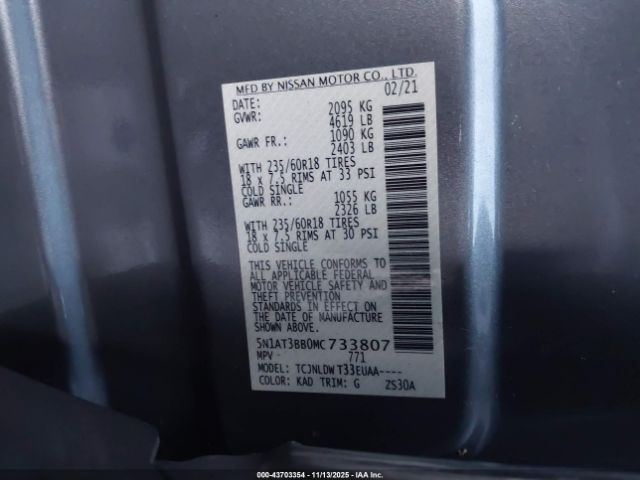 MFD BY NISSAN MOTOR CO., LTD.
DATE: 02/21
GVWR: 2095 KG
4619 LB
GAWR FR.: 1090 KG
2403 LB
WITH 235/60R18 TIRES
18 x 7.5 RIMS AT 33 PSI
COLD SINGLE
GAWR RR.: 1055 KG
2326 LB
WITH 235/60R18 TIRES
18 x 7.5 RIMS AT 30 PSI
COLD SINGLE
THIS VEHICLE CONFORMS TO
ALL APPLICABLE FEDERAL
MOTOR VEHICLE SAFETY AND
THEFT PREVENTION
STANDARDS IN EFFECT ON
THE DATE OF MANUFACTURE
SHOWN ABOVE.
5N1AT3BB0MC733807
MPV 771
MODEL: TCJNLDW T33EUAA----
COLOR: KAD TRIM: G ZS30A
000-43703354 | 11/13/2025 - IAA Inc.